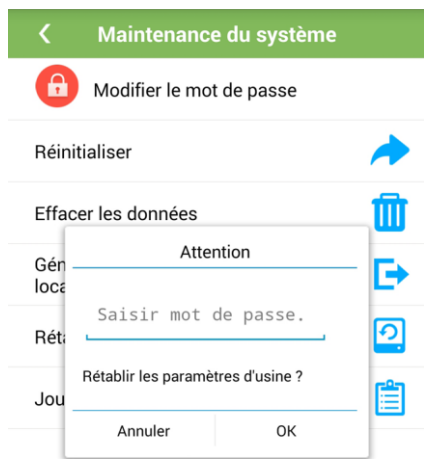 Maintenance du système
Modifier le mot de passe
Réinitialiser
Effacer les données
Attention
Saisir mot de passe.
Rétablir les paramètres d'usine ?
Annuler OK